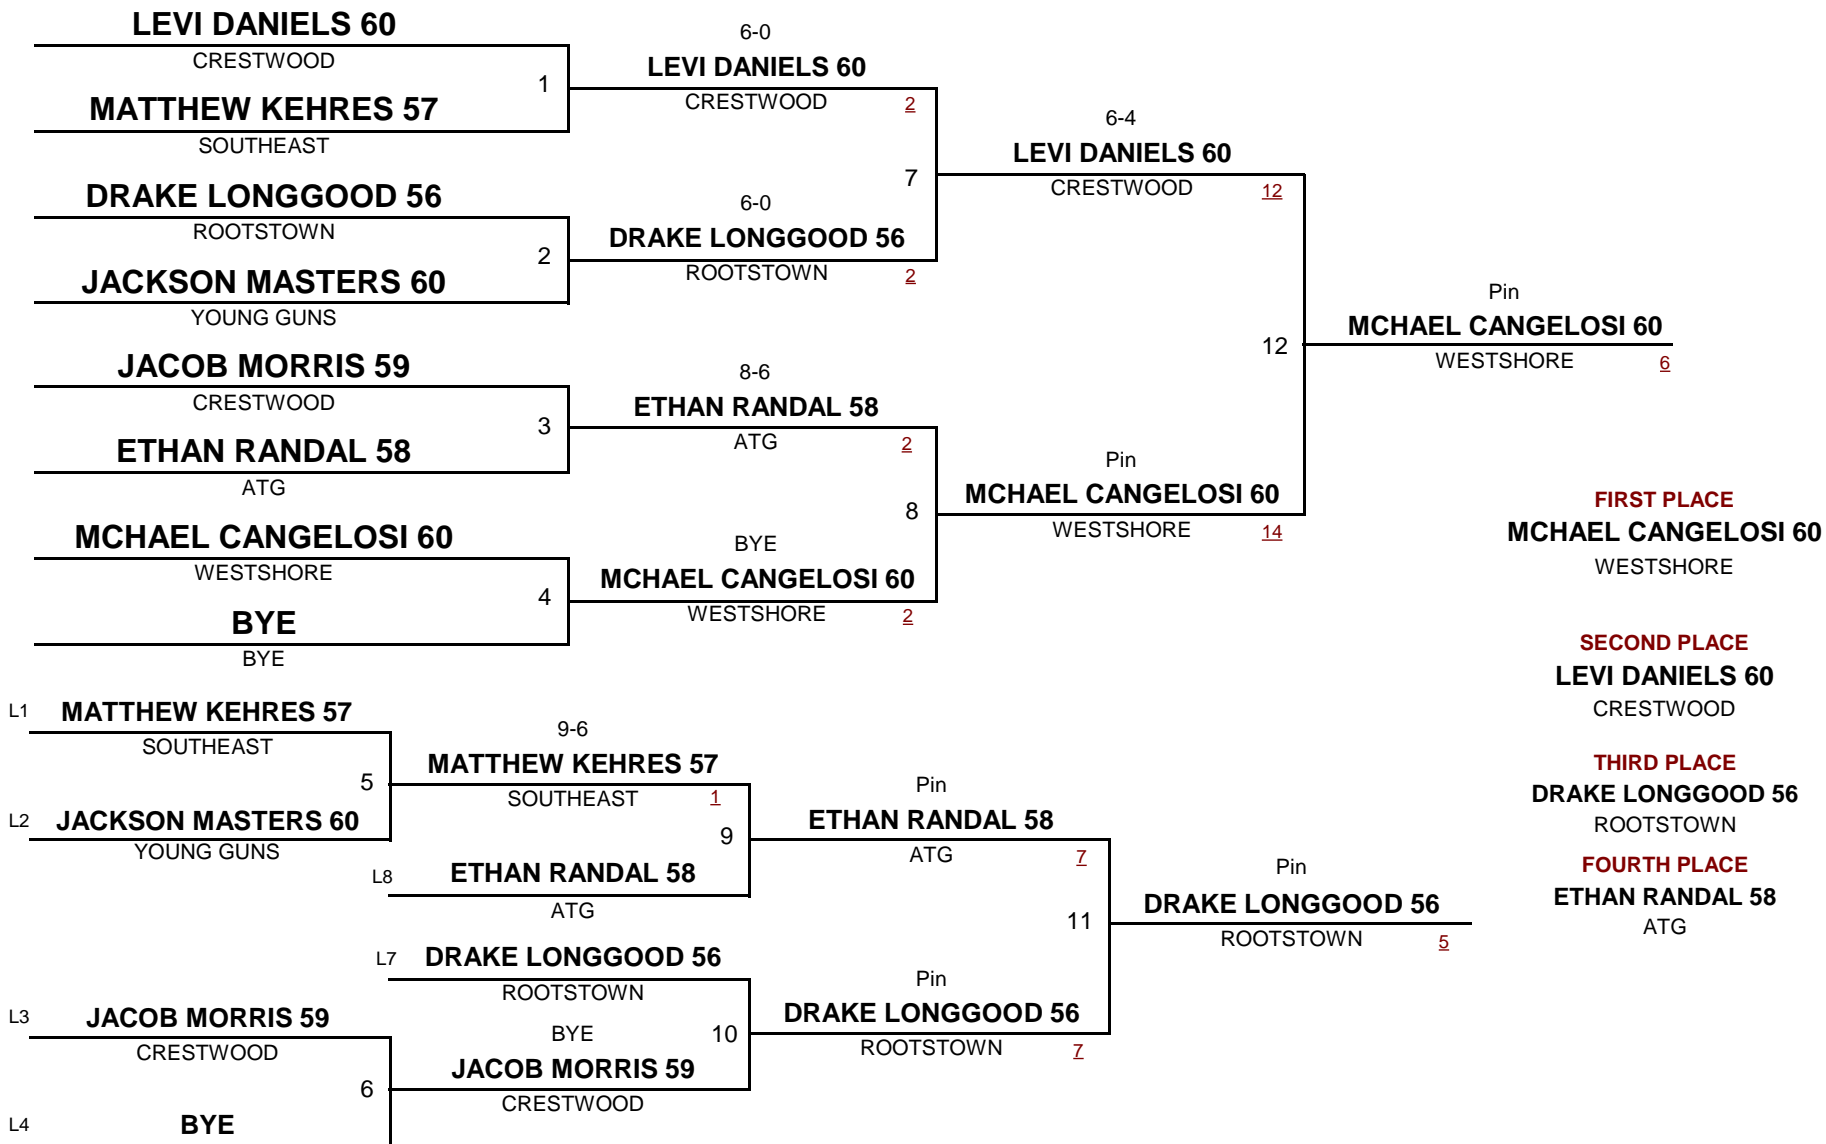 LEVI DANIELS 60
CRESTWOOD
1
MATTHEW KEHRES 57
SOUTHEAST
6-0
LEVI DANIELS 60
CRESTWOOD 2
DRAKE LONGGOOD 56
ROOTSTOWN
2
JACKSON MASTERS 60
YOUNG GUNS
6-0
DRAKE LONGGOOD 56
ROOTSTOWN 2
7
6-4
LEVI DANIELS 60
CRESTWOOD 12
JACOB MORRIS 59
CRESTWOOD
3
ETHAN RANDAL 58
ATG
8-6
ETHAN RANDAL 58
ATG 2
MCHAEL CANGELOSI 60
WESTSHORE
4
BYE
BYE
BYE
MCHAEL CANGELOSI 60
WESTSHORE 2
8
Pin
MCHAEL CANGELOSI 60
WESTSHORE 14
12
Pin
MCHAEL CANGELOSI 60
WESTSHORE 6
FIRST PLACE
MCHAEL CANGELOSI 60
WESTSHORE
SECOND PLACE
LEVI DANIELS 60
CRESTWOOD
THIRD PLACE
DRAKE LONGGOOD 56
ROOTSTOWN
FOURTH PLACE
ETHAN RANDAL 58
ATG
L1 MATTHEW KEHRES 57
SOUTHEAST
5
L2 JACKSON MASTERS 60
YOUNG GUNS
9-6
MATTHEW KEHRES 57
SOUTHEAST 1
9
L8 ETHAN RANDAL 58
ATG
Pin
ETHAN RANDAL 58
ATG 7
L7 DRAKE LONGGOOD 56
ROOTSTOWN
L3 JACOB MORRIS 59
CRESTWOOD
6
L4 BYE
BYE
JACOB MORRIS 59
CRESTWOOD
10
Pin
DRAKE LONGGOOD 56
ROOTSTOWN 7
11
Pin
DRAKE LONGGOOD 56
ROOTSTOWN 5